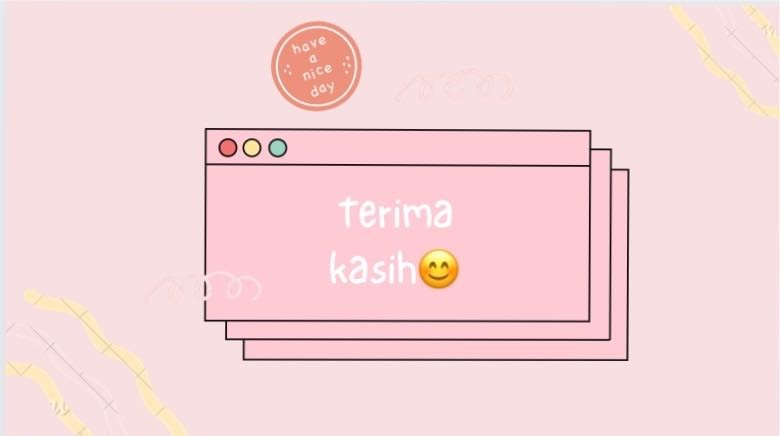 have
a
nice
day
terima
kasih😊